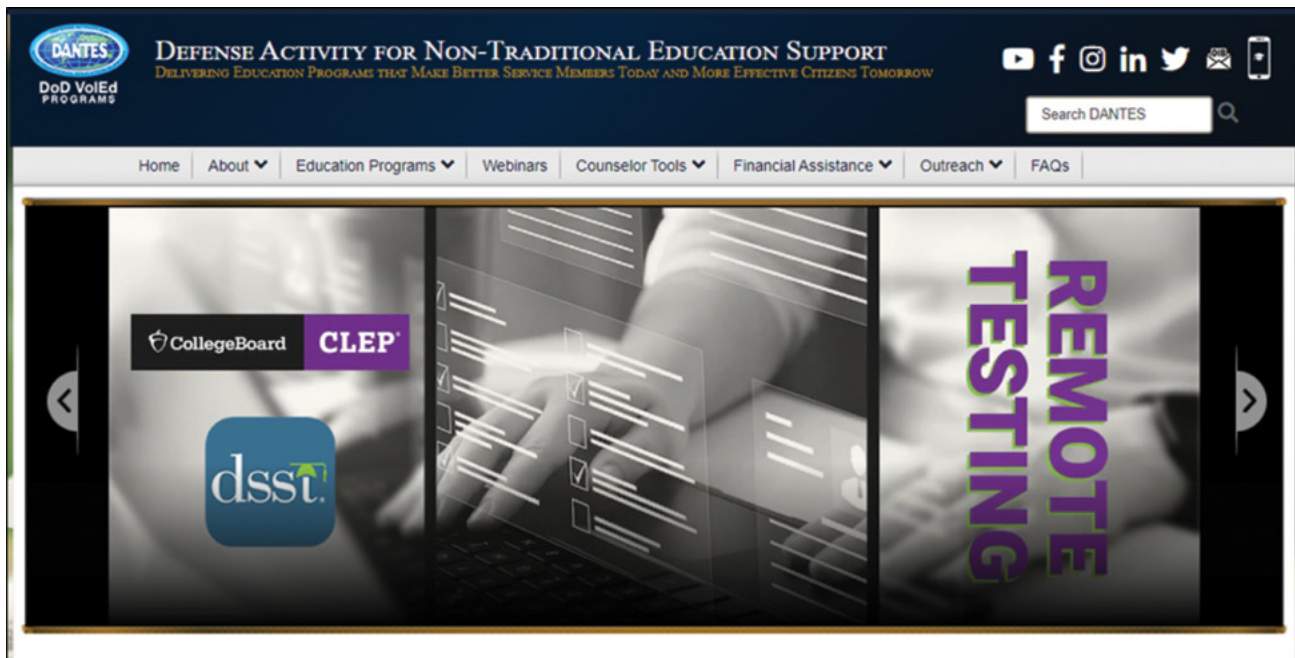 DANTES
DoD VolEd
PROGRAMS
DEFENSE ACTIVITY FOR NON-TRADITIONAL EDUCATION SUPPORT
DELIVERING EDUCATION PROGRAMS THAT MAKE BETTER SERVICE MEMBERS TODAY AND MORE EFFECTIVE CITIZENS TOMORROW
Search DANTES
Home About Education Programs Webinars Counselor Tools Financial Assistance Outreach FAQs
CollegeBoard CLEP®
dsst®
REMOTE
TESTING